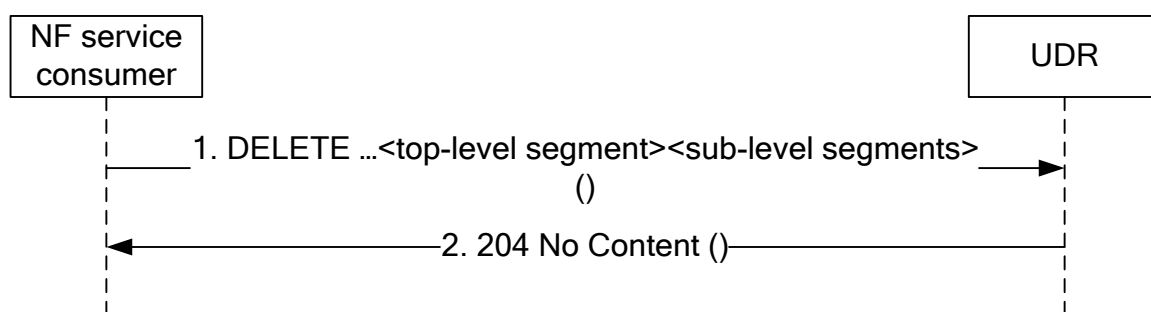 NF service
consumer
UDR
1. DELETE …<top-level segment><sub-level segments>
()
2. 204 No Content ()